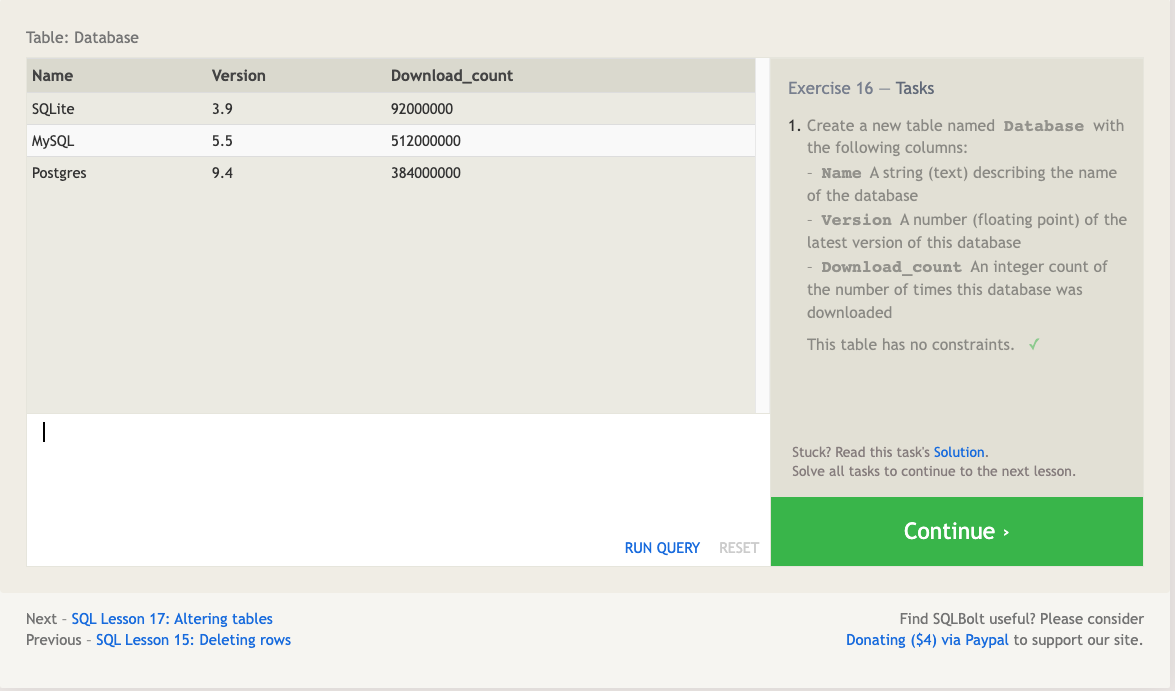 Table: Database
Name Version Download_count
SQLite 3.9 92000000
MySQL 5.5 512000000
Postgres 9.4 384000000
RUN QUERY RESET
Exercise 16 — Tasks
1. Create a new table named Database with
the following columns:
- Name A string (text) describing the name
of the database
- Version A number (floating point) of the
latest version of this database
- Download_count An integer count of
the number of times this database was
downloaded
This table has no constraints. ✓
Stuck? Read this task's Solution.
Solve all tasks to continue to the next lesson.
Continue ›
Next – SQL Lesson 17: Altering tables
Previous – SQL Lesson 15: Deleting rows
Find SQLBolt useful? Please consider
Donating ($4) via Paypal to support our site.